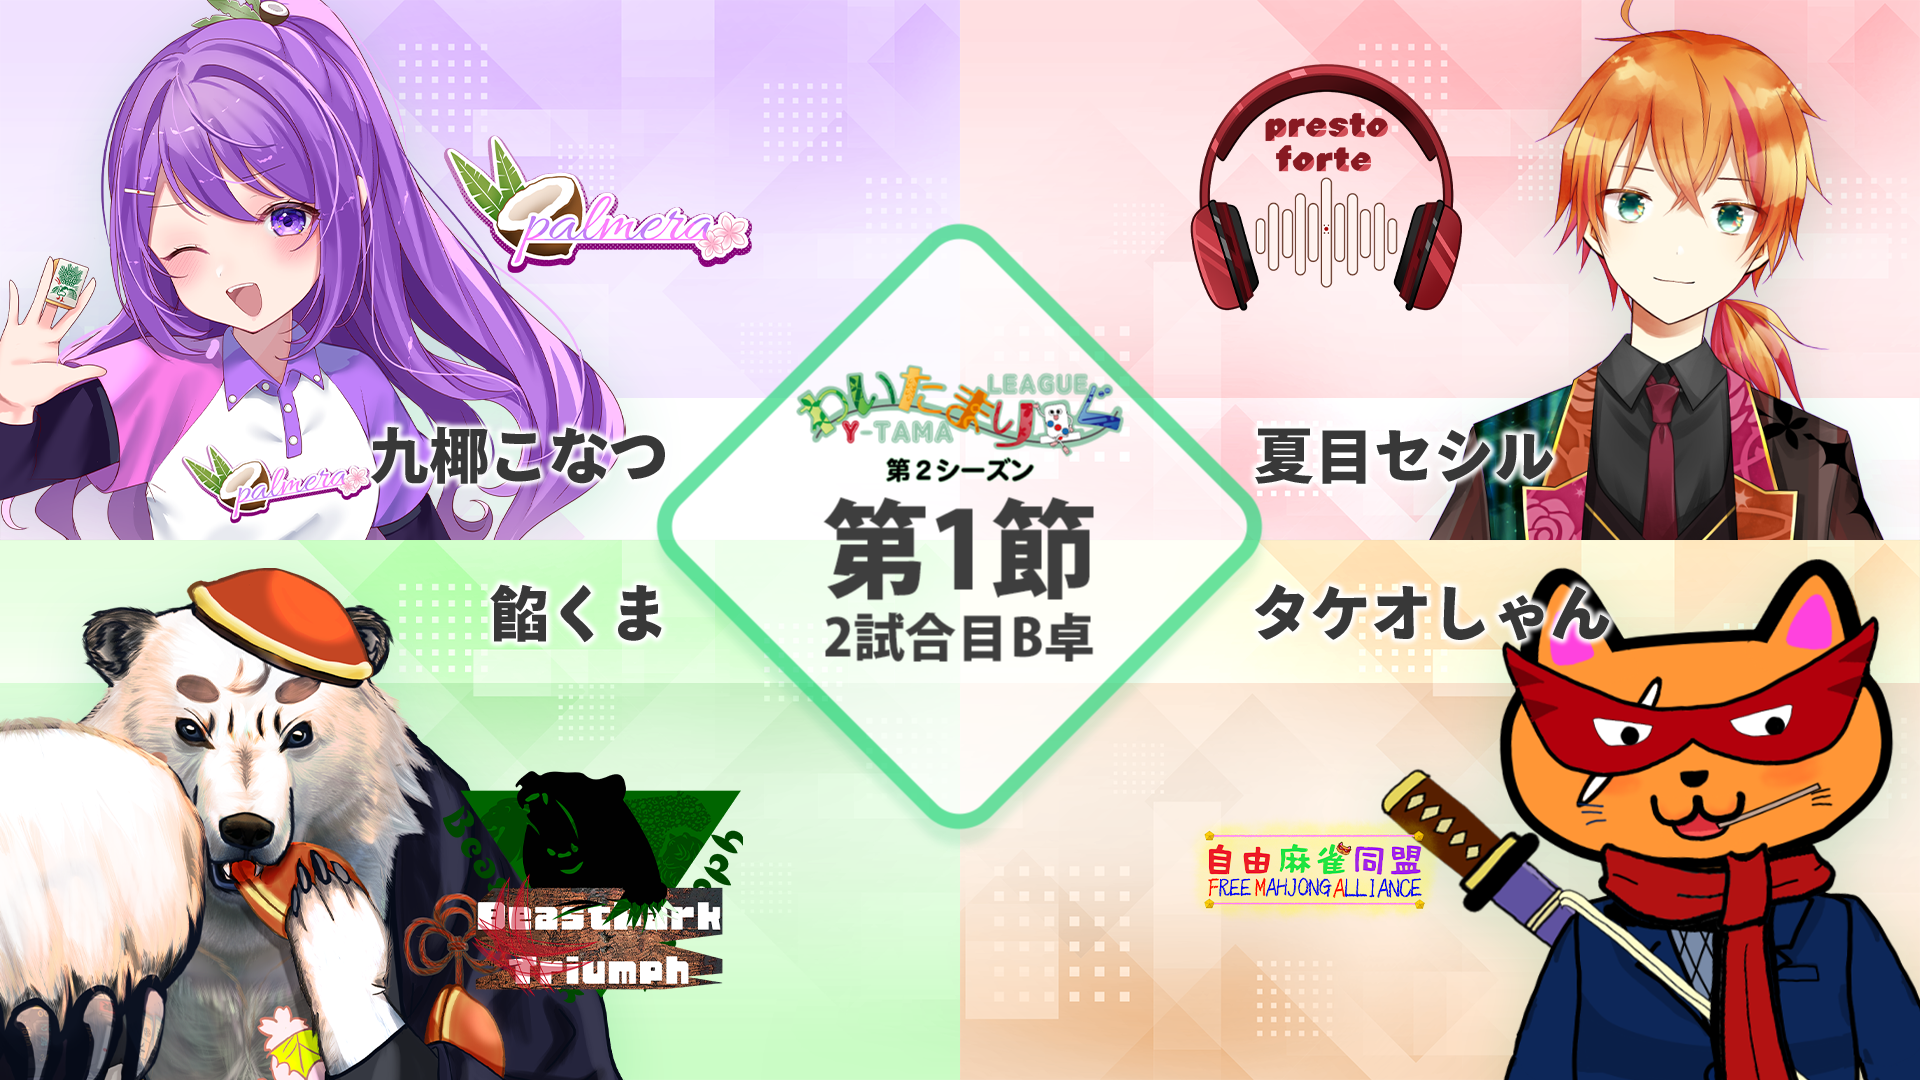 palmera
palmera
九椰こなつ
presto
forte
夏目セシル
わいたまりーぐ
LEAGUE
Y-TAMA
第2シーズン
第1節
2試合目B卓
餡くま
タケオしゃん
BeastBark
Triumph
自由麻雀同盟
FREE MAHJONG ALLIANCE